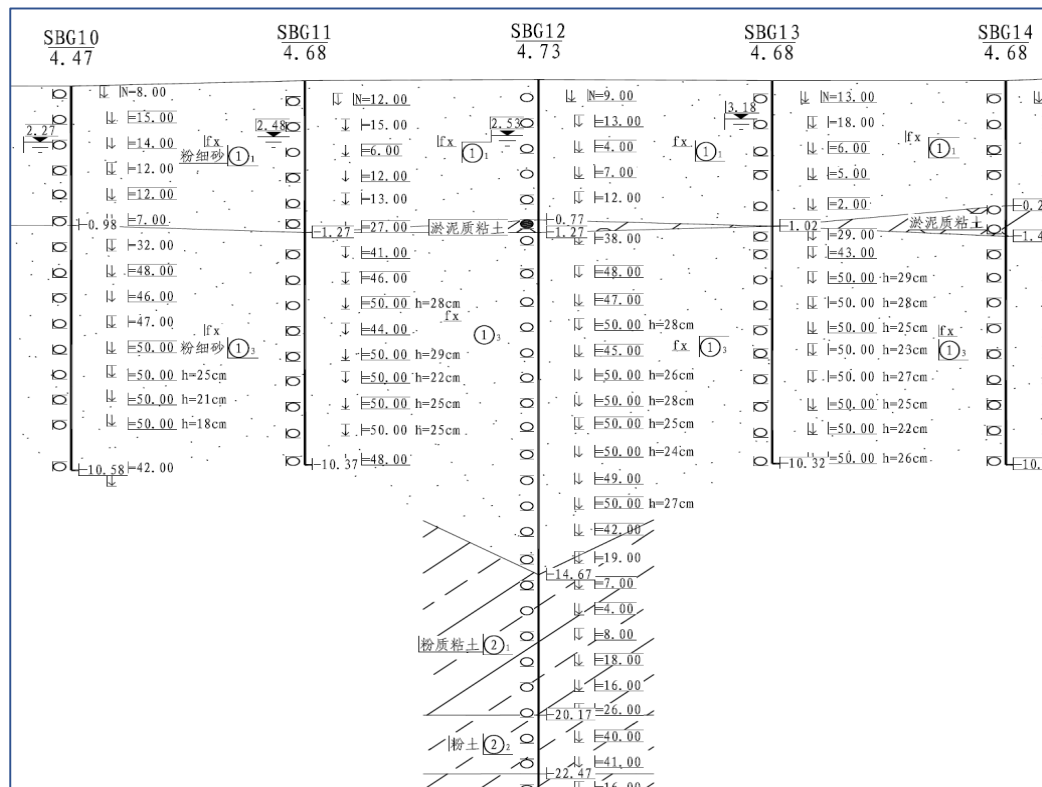 SBG10
4.47
SBG11
4.68
SBG12
4.73
SBG13
4.68
SBG14
4.68
N=8.00
=15.00
2.27
=14.00
fx
粉细砂 ①1
=12.00
=12.00
=7.00
-0.98
=32.00
=48.00
=46.00
=47.00
fx
=50.00
粉细砂 ①3
=50.00 h=25cm
=50.00 h=21cm
=50.00 h=18cm
-10.58
=42.00
N=12.00
2.48
=15.00
=6.00
fx
①1
=12.00
=13.00
=27.00
淤泥质粘土
-1.27
=41.00
=46.00
=50.00 h=28cm
fx
=44.00
①3
=50.00 h=29cm
=50.00 h=22cm
=50.00 h=25cm
=50.00 h=25cm
=48.00
-10.37
N=9.00
2.53
=13.00
=4.00
fx
①1
=7.00
=12.00
-0.77
-1.27
=38.00
=48.00
=47.00
=50.00 h=28cm
=45.00
fx
①3
=50.00 h=26cm
=50.00 h=28cm
=50.00 h=25cm
=50.00 h=24cm
=49.00
=50.00 h=27cm
=42.00
=19.00
-14.67
=7.00
=4.00
=8.00
粉质粘土 ②1
=18.00
=16.00
=26.00
-20.17
=40.00
粉土 ②2
=41.00
-22.47
=16.00
N=13.00
3.18
=18.00
=6.00
fx
①1
=5.00
=2.00
-1.02
=29.00
淤泥质粘土
=43.00
=50.00 h=29cm
=50.00 h=28cm
=50.00 h=25cm
fx
=50.00 h=23cm
①3
=50.00 h=27cm
=50.00 h=25cm
=50.00 h=22cm
=50.00 h=26cm
-10.32